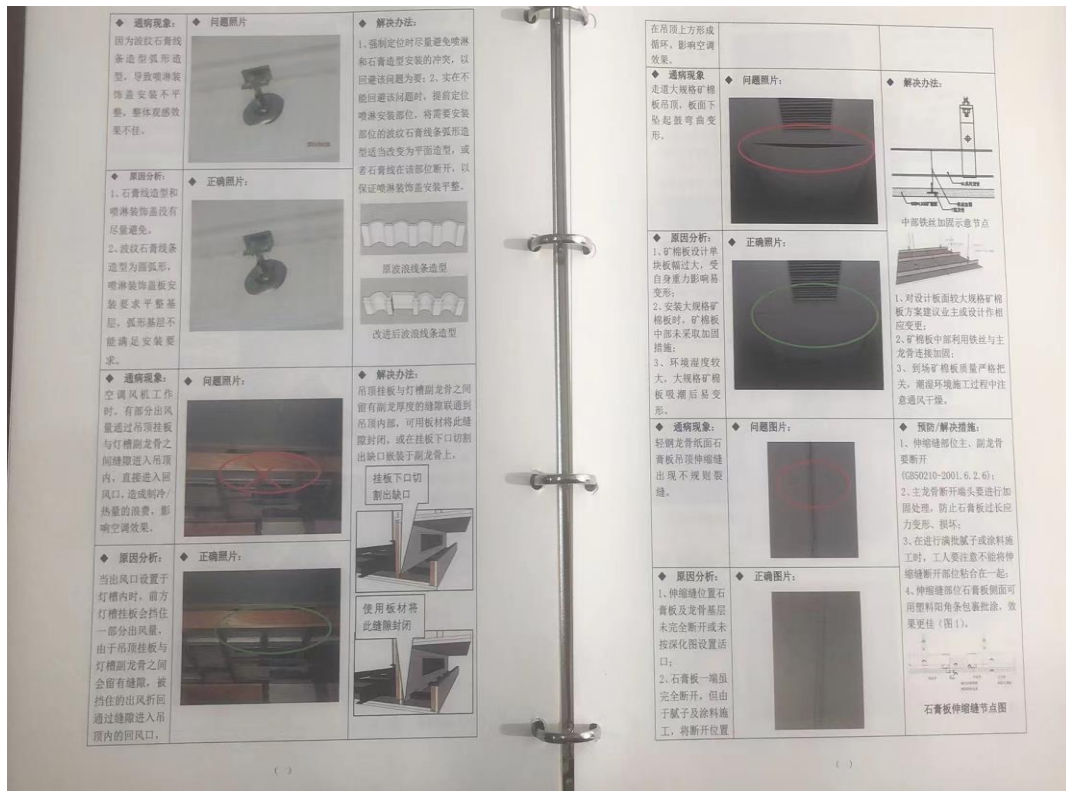 ◆ 通病现象：
因为波纹石膏线
条造型弧形造
型，导致喷淋装
饰盖安装不平
整，整体观感效
果不佳。
◆ 问题照片
◆ 解决办法：
1、强制定位时尽量避免喷淋
和石膏造型安装的冲突，以
回避该问题为要；2、实在不
能回避该问题时，提前定位
喷淋安装部位，将需要安装
部位的波纹石膏线条弧形造
型适当改变为平面造型，或
者石膏线在该部位断开，以
保证喷淋装饰盖安装平整。
原波浪线条造型
改进后波浪线条造型
◆ 原因分析：
1、石膏线造型和
喷淋装饰盖没有
尽量避免。
2、波纹石膏线条
造型为圆弧形，
喷淋装饰盖板安
装要求平整基
层，弧形基层不
能满足安装要
求。
◆ 正确照片：
◆ 通病现象：
空调风机工作
时，有部分出风
量通过吊顶挂板
与灯槽副龙骨之
间缝隙进入吊顶
内，直接进入回
风口，造成制冷/
热量的浪费，影
响空调效果。
◆ 问题照片：
◆ 解决办法：
吊顶挂板与灯槽副龙骨之间
留有副龙厚度的缝隙联通到
吊顶内部，可用板材将此缝
隙封闭，或在挂板下口切割
出缺口嵌装于副龙骨上。
挂板下口切
割出缺口
使用板材将
此缝隙封闭
◆ 原因分析：
当出风口设置于
灯槽内时，前方
灯槽挂板会挡住
一部分出风量，
由于吊顶挂板与
灯槽副龙骨之间
会留有缝隙，被
挡住的出风折回
通过缝隙进入吊
顶内的回风口，
◆ 正确照片：
（ ）
在吊顶上方形成
循环，影响空调
效果。
◆ 通病现象
走道大规格矿棉
板吊顶，板面下
坠起鼓弯曲变
形。
◆ 问题照片：
◆ 解决办法：
中部铁丝加固示意节点
1、对设计板面较大规格矿棉
板方案建议业主或设计作相
应变更；
2、矿棉板中部利用铁丝与主
龙骨连接加固；
3、到场矿棉板质量严格把
关，潮湿环境施工过程中注
意通风干燥。
◆ 原因分析：
1、矿棉板设计单
块板幅过大，受
自身重力影响易
变形；
2、安装大规格矿
棉板时，矿棉板
中部未采取加固
措施；
3、环境湿度较
大，大规格矿棉
板吸潮后易变
形。
◆ 正确照片：
◆ 通病现象：
轻钢龙骨纸面石
膏板吊顶伸缩缝
出现不规则裂
缝。
◆ 问题图片：
◆ 预防/解决措施：
1、伸缩缝部位主、副龙骨
要断开
(GB50210-2001.6.2.6)；
2、主龙骨断开端头要进行加
固处理，防止石膏板过长应
力变形、损坏；
3、在进行满批腻子或涂料施
工时，工人要注意不能将伸
缩缝断开部位粘合在一起；
4、伸缩缝部位石膏板侧面可
用塑料阳角条包裹批涂，效
果更佳（图1）。
石膏板伸缩缝节点图
◆ 原因分析：
1、伸缩缝位置石
膏板及龙骨基层
未完全断开或未
按深化图设置活
口；
2、石膏板一端虽
完全断开，但由
于腻子及涂料施
工，将断开位置
◆ 正确图片：
（ ）